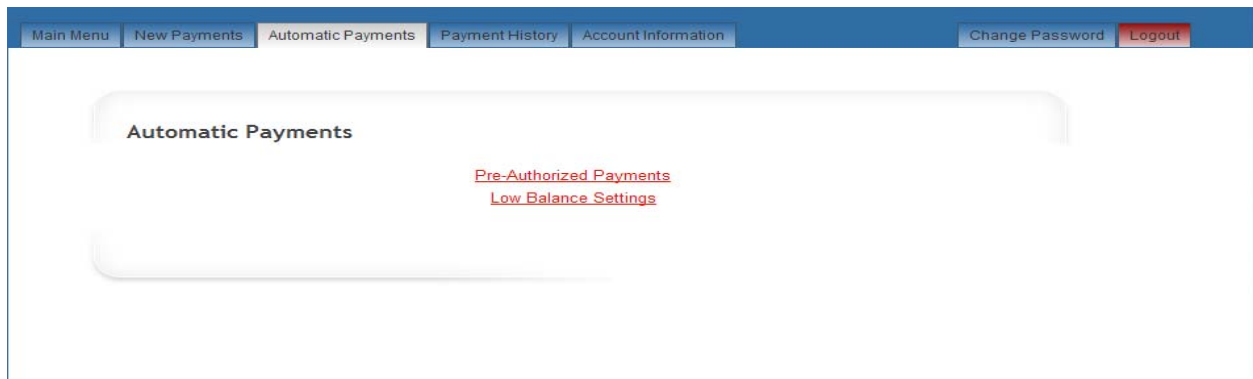 Main Menu New Payments Automatic Payments Payment History Account Information Change Password Logout
Automatic Payments
Pre-Authorized Payments
Low Balance Settings